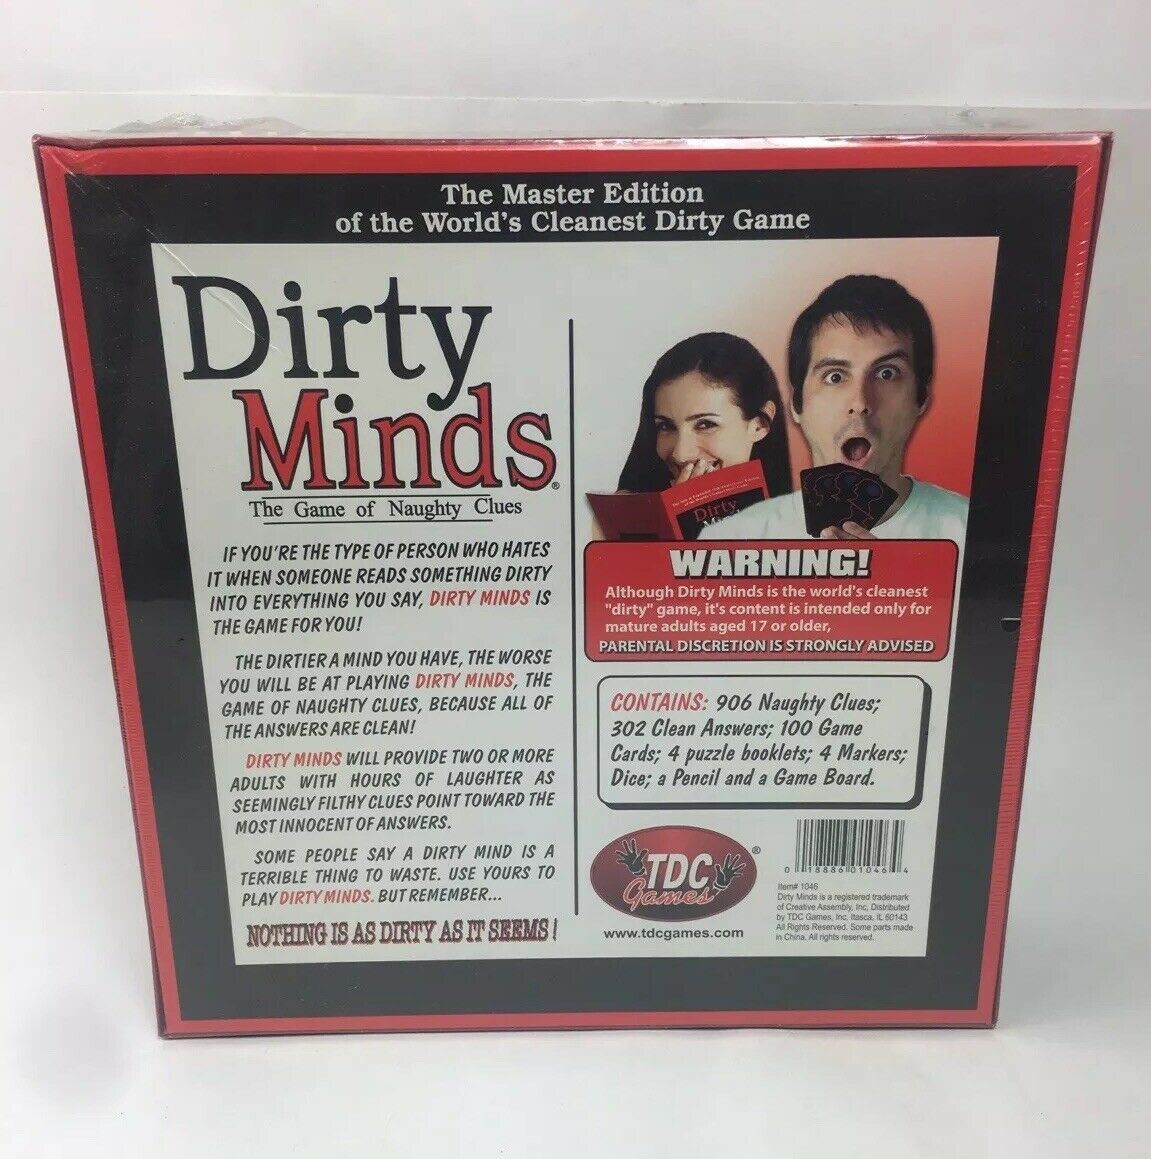 The Master Edition
of the World's Cleanest Dirty Game
Dirty
Minds®
The Game of Naughty Clues
IF YOU'RE THE TYPE OF PERSON WHO HATES
IT WHEN SOMEONE READS SOMETHING DIRTY
INTO EVERYTHING YOU SAY, DIRTY MINDS IS
THE GAME FOR YOU!
THE DIRTIER A MIND YOU HAVE, THE WORSE
YOU WILL BE AT PLAYING DIRTY MINDS, THE
GAME OF NAUGHTY CLUES, BECAUSE ALL OF
THE ANSWERS ARE CLEAN!
DIRTY MINDS WILL PROVIDE TWO OR MORE
ADULTS WITH HOURS OF LAUGHTER AS
SEEMINGLY FILTHY CLUES POINT TOWARD THE
MOST INNOCENT OF ANSWERS.
SOME PEOPLE SAY A DIRTY MIND IS A
TERRIBLE THING TO WASTE. USE YOURS TO
PLAY DIRTY MINDS. BUT REMEMBER...
NOTHING IS AS DIRTY AS IT SEEMS!
Dirty
WARNING!
Although Dirty Minds is the world's cleanest
"dirty" game, it's content is intended only for
mature adults aged 17 or older,
PARENTAL DISCRETION IS STRONGLY ADVISED
CONTAINS: 906 Naughty Clues;
302 Clean Answers; 100 Game
Cards; 4 puzzle booklets; 4 Markers;
Dice; a Pencil and a Game Board.
TDC®
Games
www.tdcgames.com
0 18886 01046 4
Item# 1046
Dirty Minds is a registered trademark
of Creative Assembly, Inc, Distributed
by TDC Games, Inc. Itasca, IL 60143
All Rights Reserved. Some parts made
in China. All rights reserved.